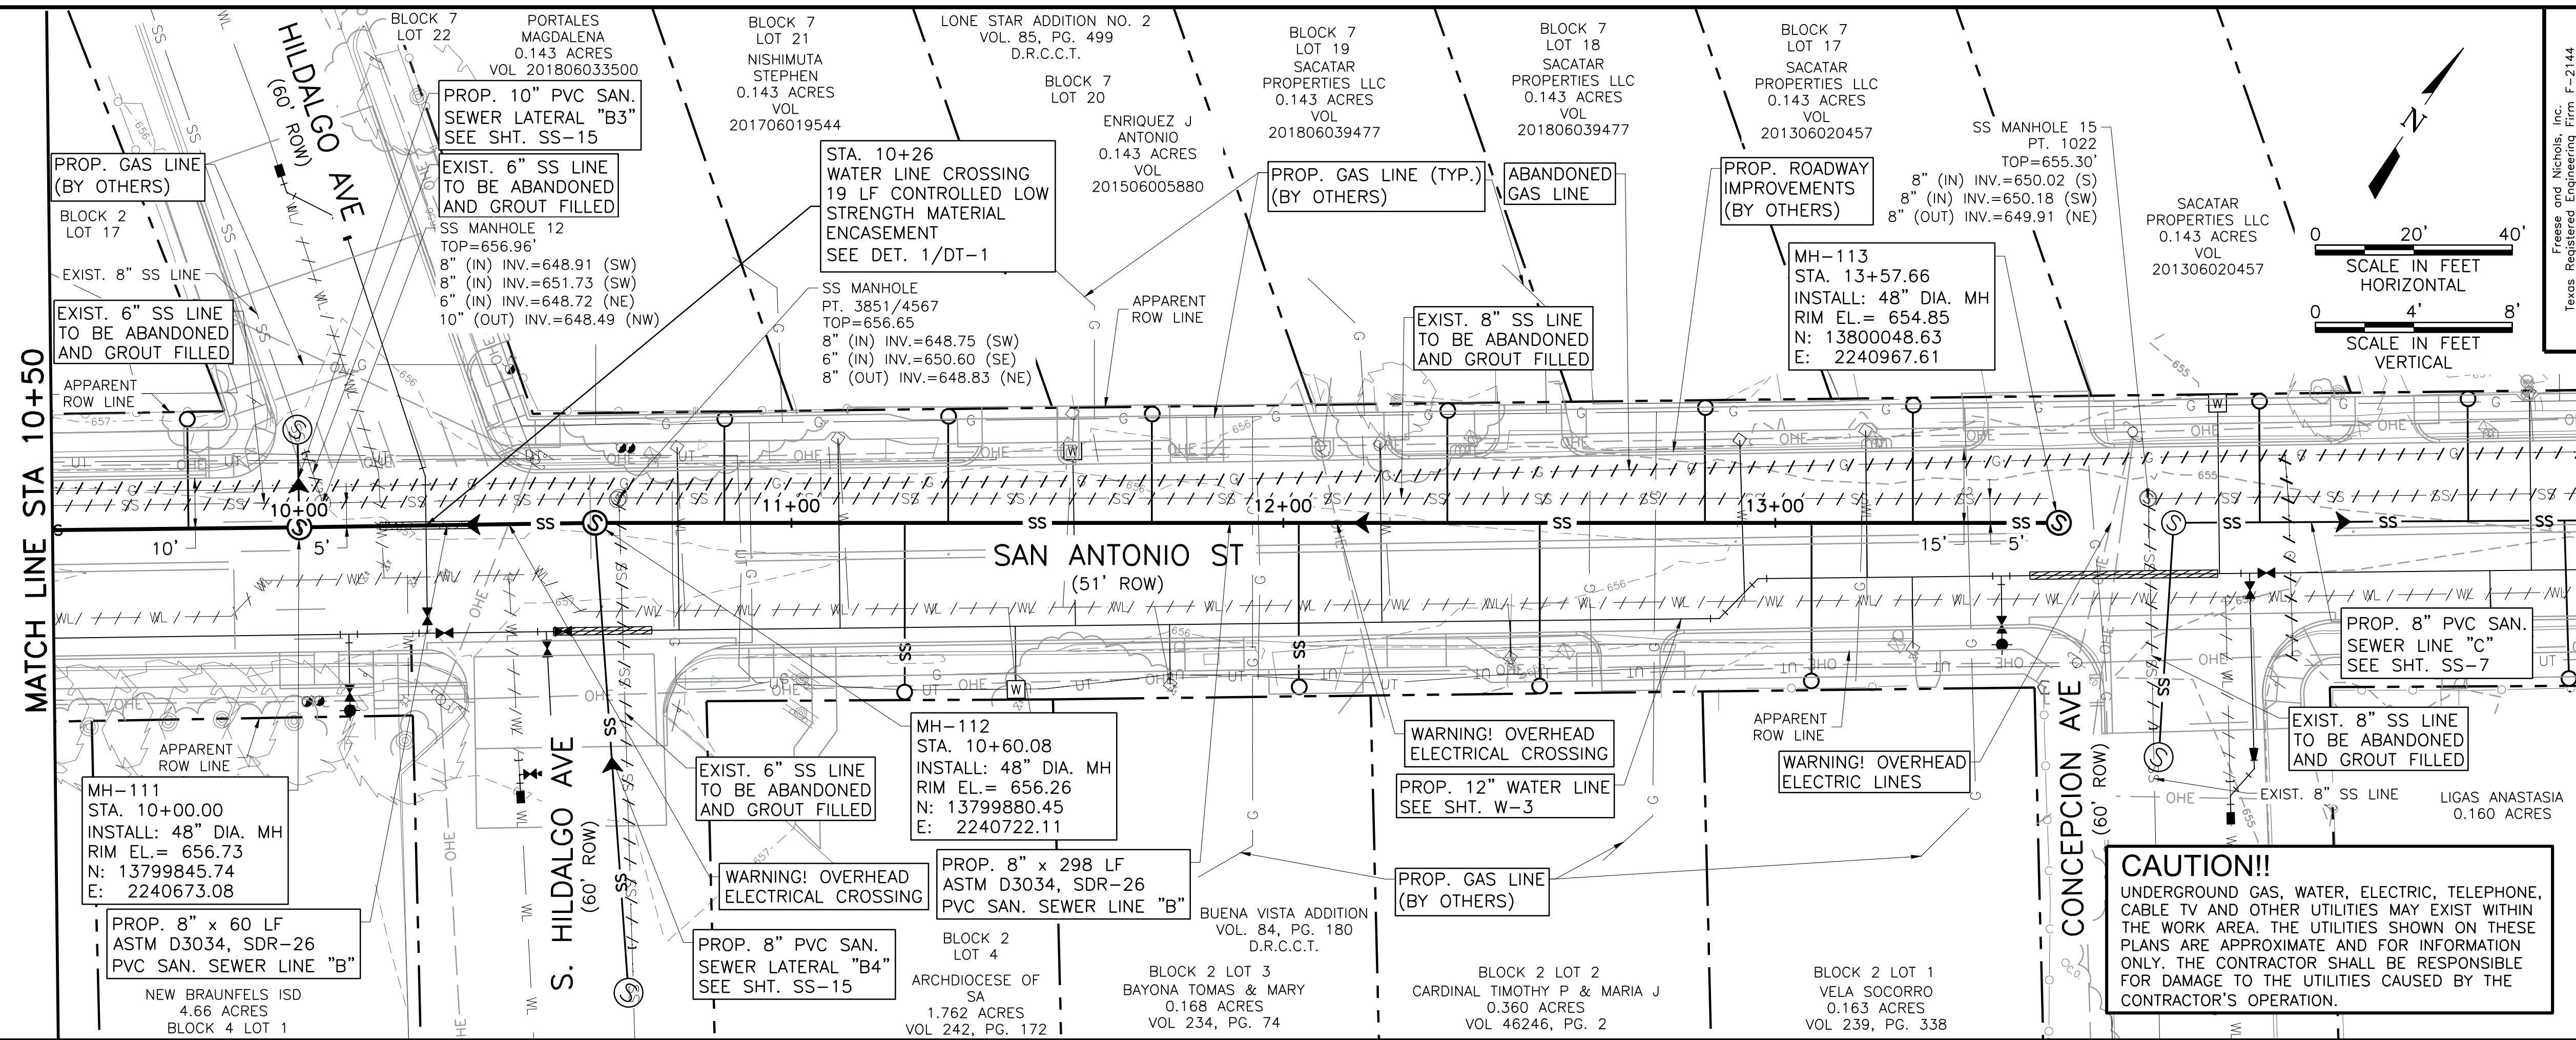 BLOCK 7
LOT 22
PORTALES
MAGDALENA
0.143 ACRES
VOL 201806033500
BLOCK 7
LOT 21
NISHIMUTA
STEPHEN
0.143 ACRES
VOL
201706019544
LONE STAR ADDITION NO. 2
VOL. 85, PG. 499
D.R.C.C.T.
BLOCK 7
LOT 20
ENRIQUEZ J
ANTONIO
0.143 ACRES
VOL
201506005880
BLOCK 7
LOT 19
SACATAR
PROPERTIES LLC
0.143 ACRES
VOL
201806039477
BLOCK 7
LOT 18
SACATAR
PROPERTIES LLC
0.143 ACRES
VOL
201806039477
BLOCK 7
LOT 17
SACATAR
PROPERTIES LLC
0.143 ACRES
VOL
201306020457
SACATAR
PROPERTIES LLC
0.143 ACRES
VOL
201306020457
Freese and Nichols, Inc.
Texas Registered Engineering Firm F-2144
N
0 20' 40'
SCALE IN FEET
HORIZONTAL
0 4' 8'
SCALE IN FEET
VERTICAL
HILDALGO AVE
(60' ROW)
PROP. GAS LINE
(BY OTHERS)
BLOCK 2
LOT 17
EXIST. 8" SS LINE
EXIST. 6" SS LINE
TO BE ABANDONED
AND GROUT FILLED
APPARENT
ROW LINE
PROP. 10" PVC SAN.
SEWER LATERAL "B3"
SEE SHT. SS-15
EXIST. 6" SS LINE
TO BE ABANDONED
AND GROUT FILLED
SS MANHOLE 12
TOP=656.96'
8" (IN) INV.=648.91 (SW)
8" (IN) INV.=651.73 (SW)
6" (IN) INV.=648.72 (NE)
10" (OUT) INV.=648.49 (NW)
STA. 10+26
WATER LINE CROSSING
19 LF CONTROLLED LOW
STRENGTH MATERIAL
ENCASEMENT
SEE DET. 1/DT-1
SS MANHOLE
PT. 3851/4567
TOP=656.65
8" (IN) INV.=648.75 (SW)
6" (IN) INV.=650.60 (SE)
8" (OUT) INV.=648.83 (NE)
APPARENT
ROW LINE
PROP. GAS LINE (TYP.)
(BY OTHERS)
ABANDONED
GAS LINE
EXIST. 8" SS LINE
TO BE ABANDONED
AND GROUT FILLED
PROP. ROADWAY
IMPROVEMENTS
(BY OTHERS)
SS MANHOLE 15
PT. 1022
TOP=655.30'
8" (IN) INV.=650.02 (S)
8" (IN) INV.=650.18 (SW)
8" (OUT) INV.=649.91 (NE)
MH-113
STA. 13+57.66
INSTALL: 48" DIA. MH
RIM EL.= 654.85
N: 13800048.63
E: 2240967.61
MATCH LINE STA 10+50
10+00
11+00
12+00
13+00
10'
5'
15'
5'
SAN ANTONIO ST
(51' ROW)
APPARENT
ROW LINE
MH-111
STA. 10+00.00
INSTALL: 48" DIA. MH
RIM EL.= 656.73
N: 13799845.74
E: 2240673.08
PROP. 8" x 60 LF
ASTM D3034, SDR-26
PVC SAN. SEWER LINE "B"
NEW BRAUNFELS ISD
4.66 ACRES
BLOCK 4 LOT 1
S. HILDALGO AVE
(60' ROW)
EXIST. 6" SS LINE
TO BE ABANDONED
AND GROUT FILLED
WARNING! OVERHEAD
ELECTRICAL CROSSING
PROP. 8" PVC SAN.
SEWER LATERAL "B4"
SEE SHT. SS-15
MH-112
STA. 10+60.08
INSTALL: 48" DIA. MH
RIM EL.= 656.26
N: 13799880.45
E: 2240722.11
PROP. 8" x 298 LF
ASTM D3034, SDR-26
PVC SAN. SEWER LINE "B"
BLOCK 2
LOT 4
ARCHDIOCESE OF
SA
1.762 ACRES
VOL 242, PG. 172
BUENA VISTA ADDITION
VOL. 84, PG. 180
D.R.C.C.T.
BLOCK 2 LOT 3
BAYONA TOMAS & MARY
0.168 ACRES
VOL 234, PG. 74
WARNING! OVERHEAD
ELECTRICAL CROSSING
PROP. 12" WATER LINE
SEE SHT. W-3
PROP. GAS LINE
(BY OTHERS)
BLOCK 2 LOT 2
CARDINAL TIMOTHY P & MARIA J
0.360 ACRES
VOL 46246, PG. 2
APPARENT
ROW LINE
WARNING! OVERHEAD
ELECTRIC LINES
BLOCK 2 LOT 1
VELA SOCORRO
0.163 ACRES
VOL 239, PG. 338
CONCEPCION AVE
(60' ROW)
PROP. 8" PVC SAN.
SEWER LINE "C"
SEE SHT. SS-7
EXIST. 8" SS LINE
TO BE ABANDONED
AND GROUT FILLED
EXIST. 8" SS LINE
LIGAS ANASTASIA
0.160 ACRES
CAUTION!!
UNDERGROUND GAS, WATER, ELECTRIC, TELEPHONE,
CABLE TV AND OTHER UTILITIES MAY EXIST WITHIN
THE WORK AREA. THE UTILITIES SHOWN ON THESE
PLANS ARE APPROXIMATE AND FOR INFORMATION
ONLY. THE CONTRACTOR SHALL BE RESPONSIBLE
FOR DAMAGE TO THE UTILITIES CAUSED BY THE
CONTRACTOR'S OPERATION.